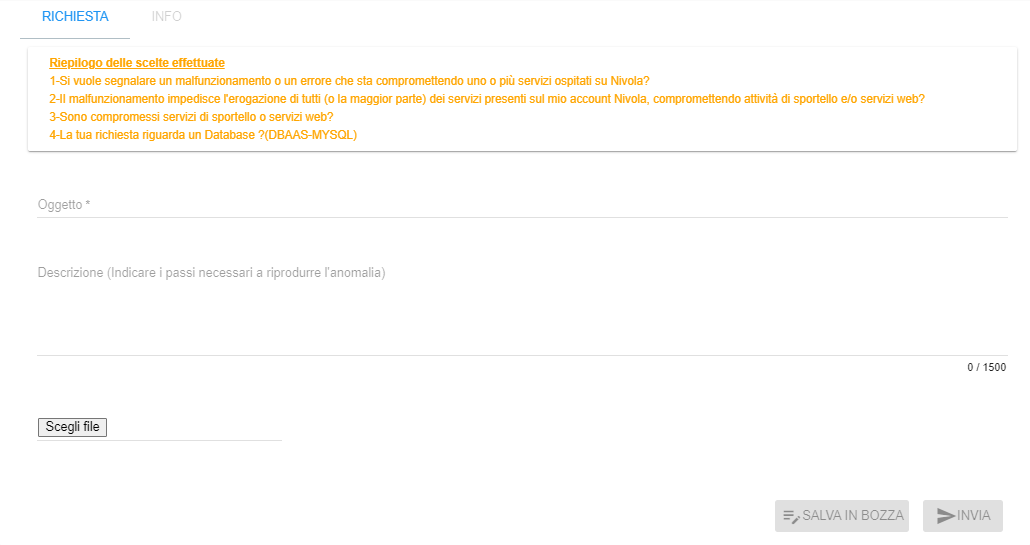 RICHIESTA INFO
Riepilogo delle scelte effettuate
1-Si vuole segnalare un malfunzionamento o un errore che sta compromettendo uno o più servizi ospitati su Nivola?
2-Il malfunzionamento impedisce l'erogazione di tutti (o la maggior parte) dei servizi presenti sul mio account Nivola, compromettendo attività di sportello e/o servizi web?
3-Sono compromessi servizi di sportello o servizi web?
4-La tua richiesta riguarda un Database ?(DBAAS-MYSQL)
Oggetto *
Descrizione (Indicare i passi necessari a riprodurre l'anomalia)
0 / 1500
Scegli file
SALVA IN BOZZA INVIA